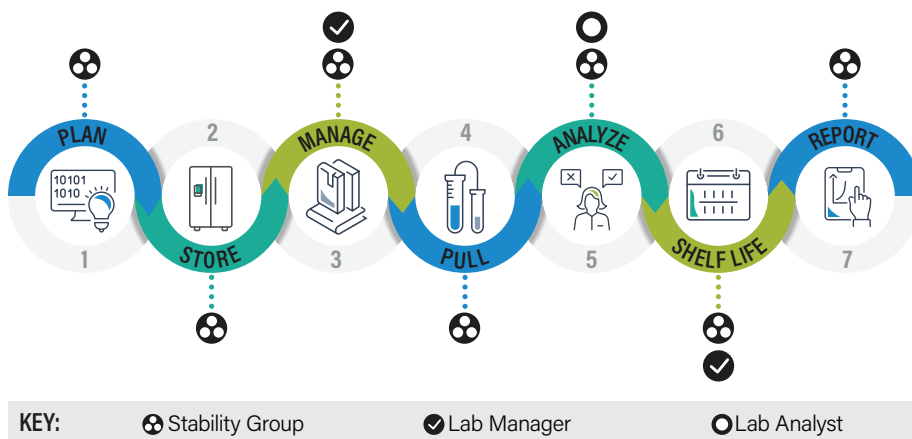 PLAN
2
MANAGE
4
ANALYZE
6
REPORT
10101
1010
1
STORE
3
PULL
5
SHELF LIFE
7
KEY: Stability Group Lab Manager Lab Analyst